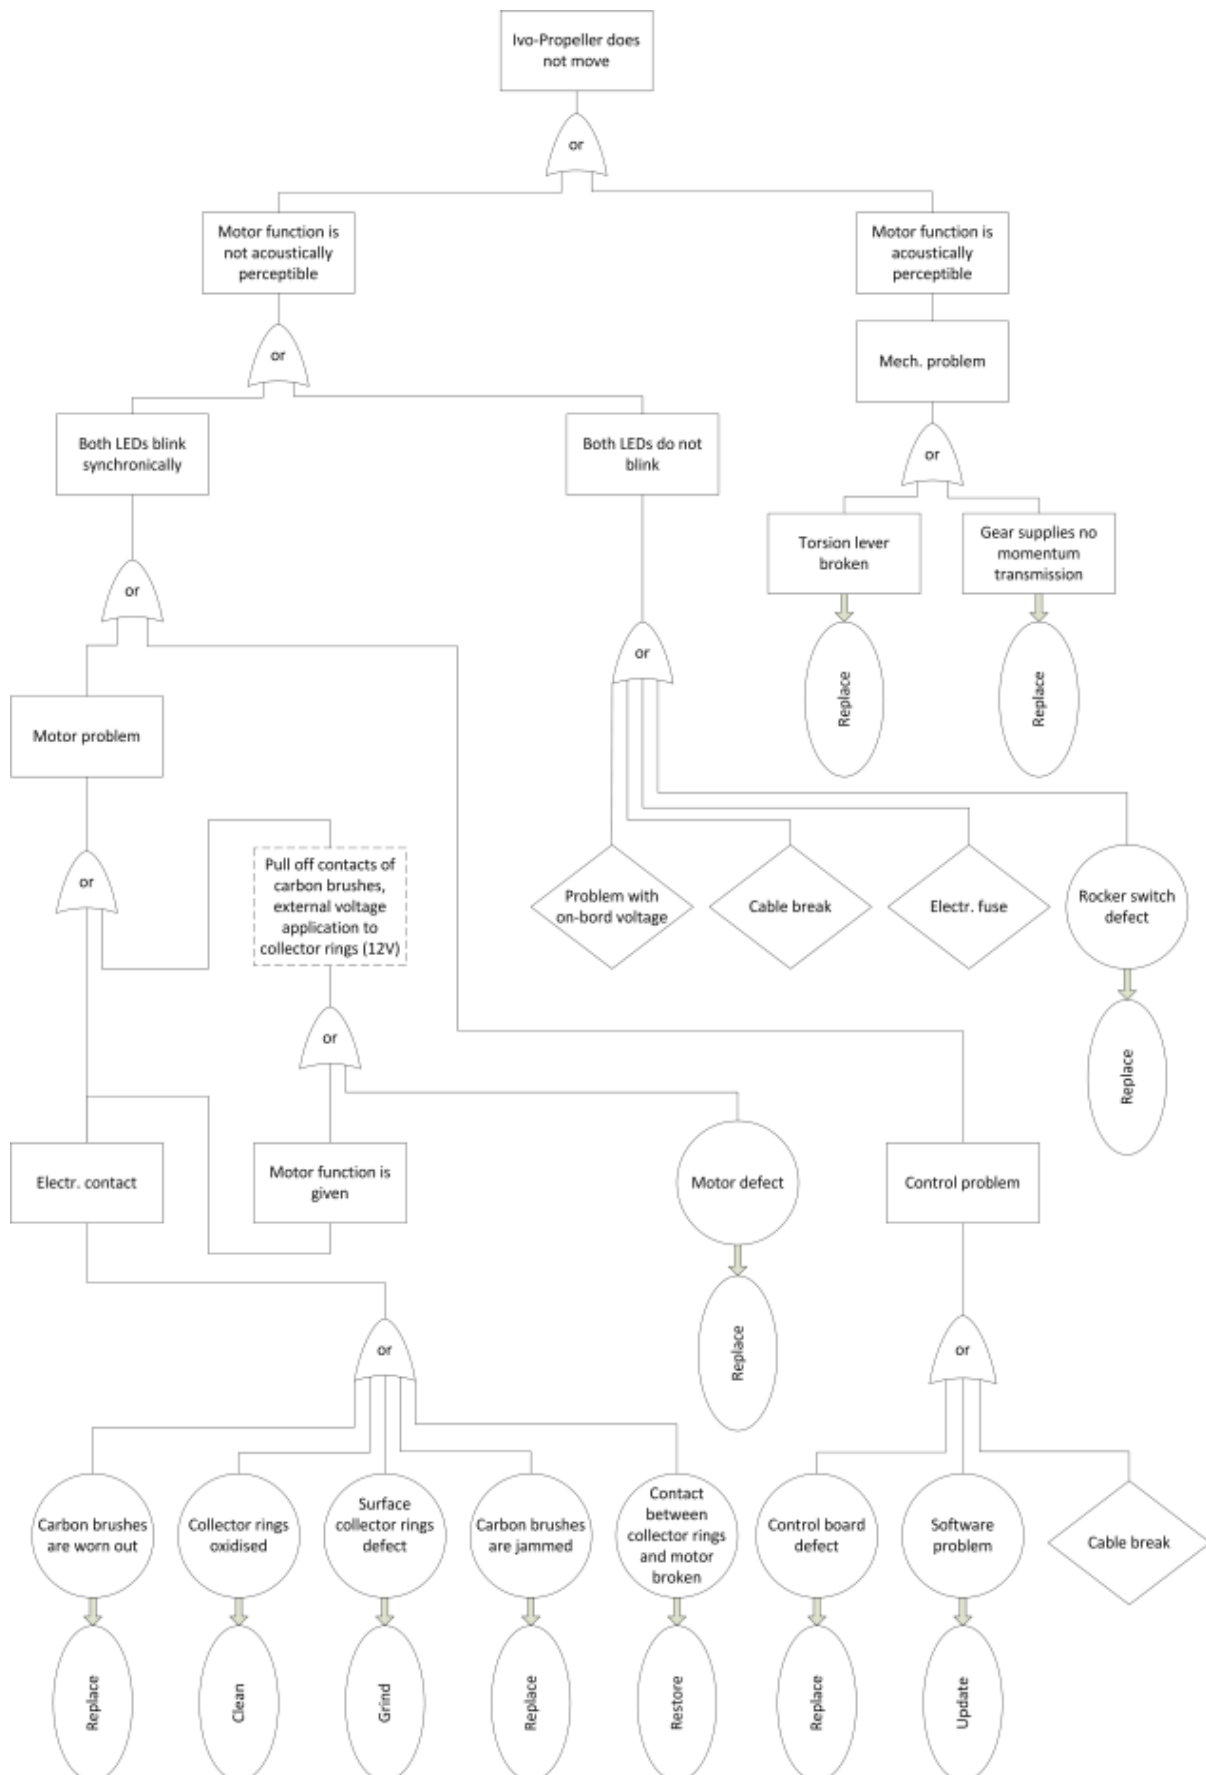 Ivo-Propeller does
not move
or
Motor function is
not acoustically
perceptible
Motor function is
acoustically
perceptible
or
Mech. problem
Both LEDs blink
synchronically
Both LEDs do not
blink
or
Torsion lever
broken
Gear supplies no
momentum
transmission
or
or
Replace
Replace
Motor problem
Pull off contacts of
carbon brushes,
external voltage
application to
collector rings (12V)
or
Problem with
on-bord voltage
Cable break
Electr. fuse
Rocker switch
defect
or
Replace
Electr. contact
Motor function is
given
Motor defect
Control problem
Replace
or
or
Carbon brushes
are worn out
Collector rings
oxidised
Surface
collector rings
defect
Carbon brushes
are jammed
Contact
between
collector rings
and motor
broken
Control board
defect
Software
problem
Cable break
Replace
Clean
Grind
Replace
Restore
Replace
Update